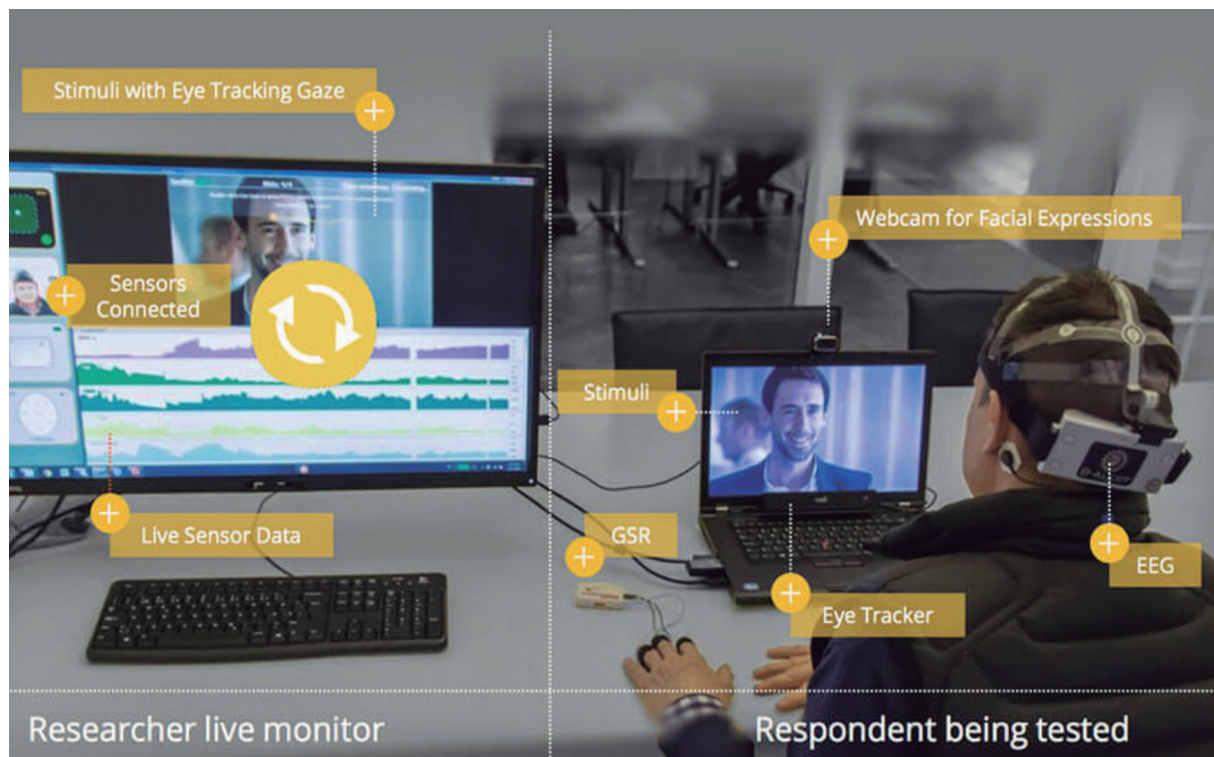 Stimuli with Eye Tracking Gaze
Webcam for Facial Expressions
Sensors
Connected
Stimuli
Live Sensor Data
GSR
EEG
Eye Tracker
Researcher live monitor
Respondent being tested